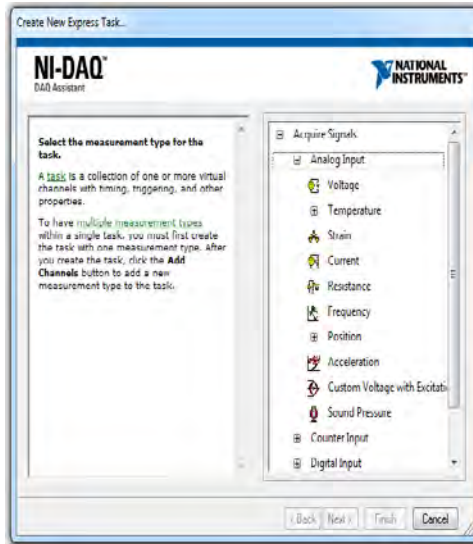 Create New Express Task...
NI-DAQ™
DAQ Assistant
NATIONAL
INSTRUMENTS™
Select the measurement type for the
task.
A task is a collection of one or more virtual
channels with timing, triggering, and other
properties.
To have multiple measurement types
within a single task, you must first create
the task with one measurement type. After
you create the task, click the Add
Channels button to add a new
measurement type to the task.
Acquire Signals
Analog Input
Voltage
Temperature
Strain
Current
Resistance
Frequency
Position
Acceleration
Custom Voltage with Excitati
Sound Pressure
Counter Input
Digital Input
< Back Next > Finish Cancel